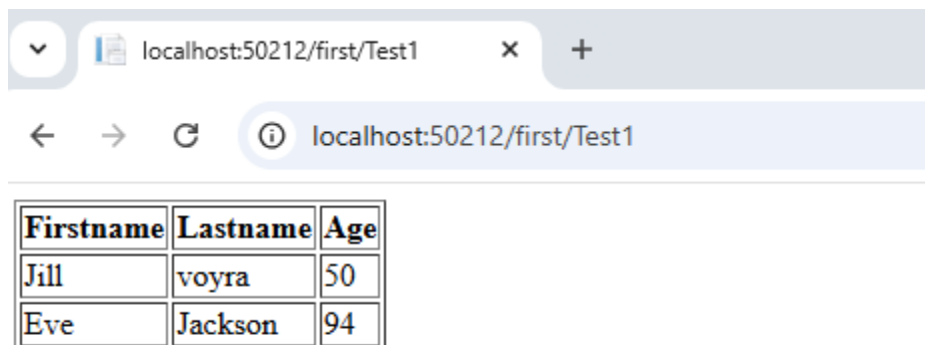 localhost:50212/first/Test1
localhost:50212/first/Test1
Firstname Lastname Age
Jill voyra 50
Eve Jackson 94